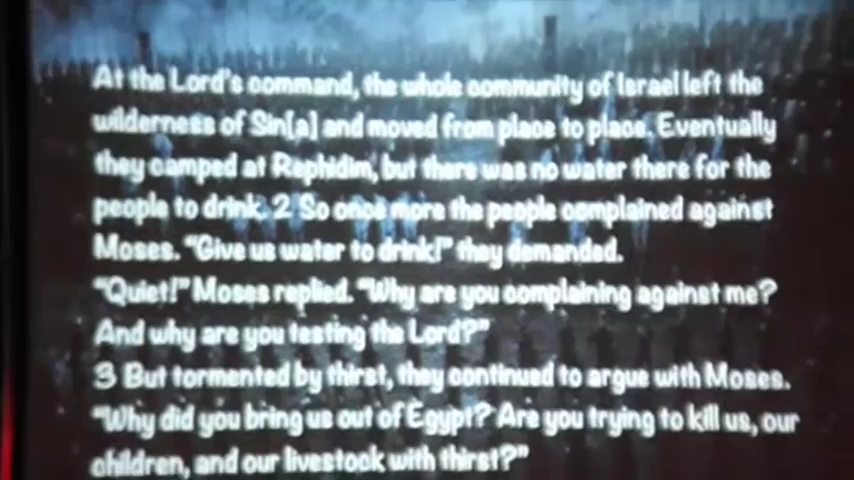 At the Lord's command, the whole community of Israel left the
wilderness of Sin[a] and moved from place to place. Eventually
they camped at Rephidim, but there was no water there for the
people to drink. 2 So once more the people complained against
Moses. "Give us water to drink!" they demanded.
"Quiet!" Moses replied. "Why are you complaining against me?
And why are you testing the Lord?"
3 But tormented by thirst, they continued to argue with Moses.
"Why did you bring us out of Egypt? Are you trying to kill us, our
children, and our livestock with thirst?"